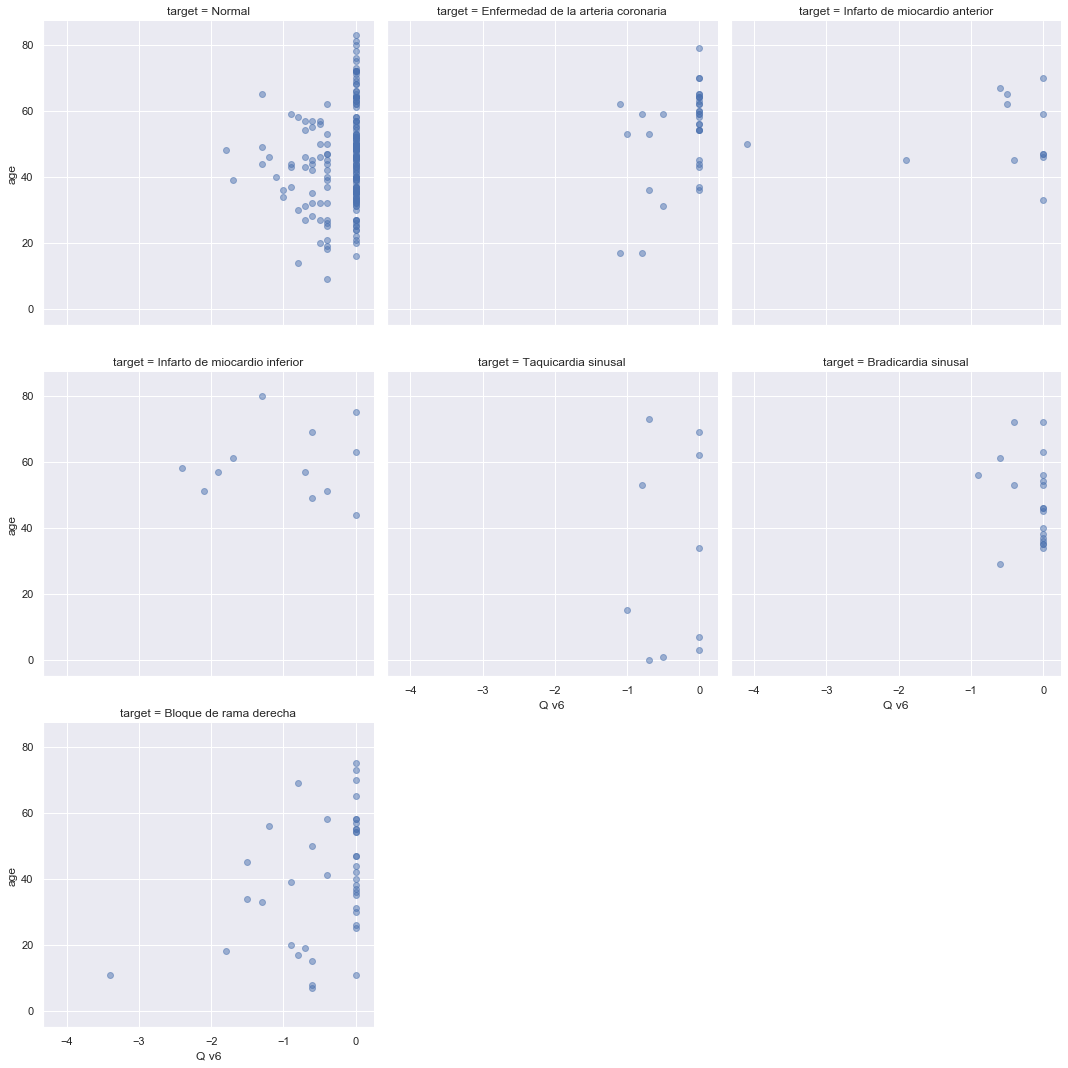 target = Normal
target = Enfermedad de la arteria coronaria
target = Infarto de miocardio anterior
80
60
40
20
0
age
target = Infarto de miocardio inferior
target = Taquicardia sinusal
target = Bradicardia sinusal
80
60
40
20
0
age
−4 −3 −2 −1 0
Q v6
−4 −3 −2 −1 0
Q v6
target = Bloque de rama derecha
80
60
40
20
0
age
−4 −3 −2 −1 0
Q v6